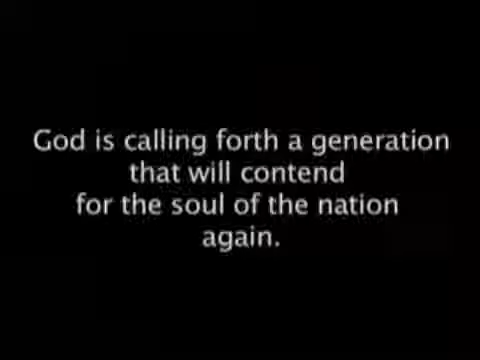 God is calling forth a generation
that will contend
for the soul of the nation
again.